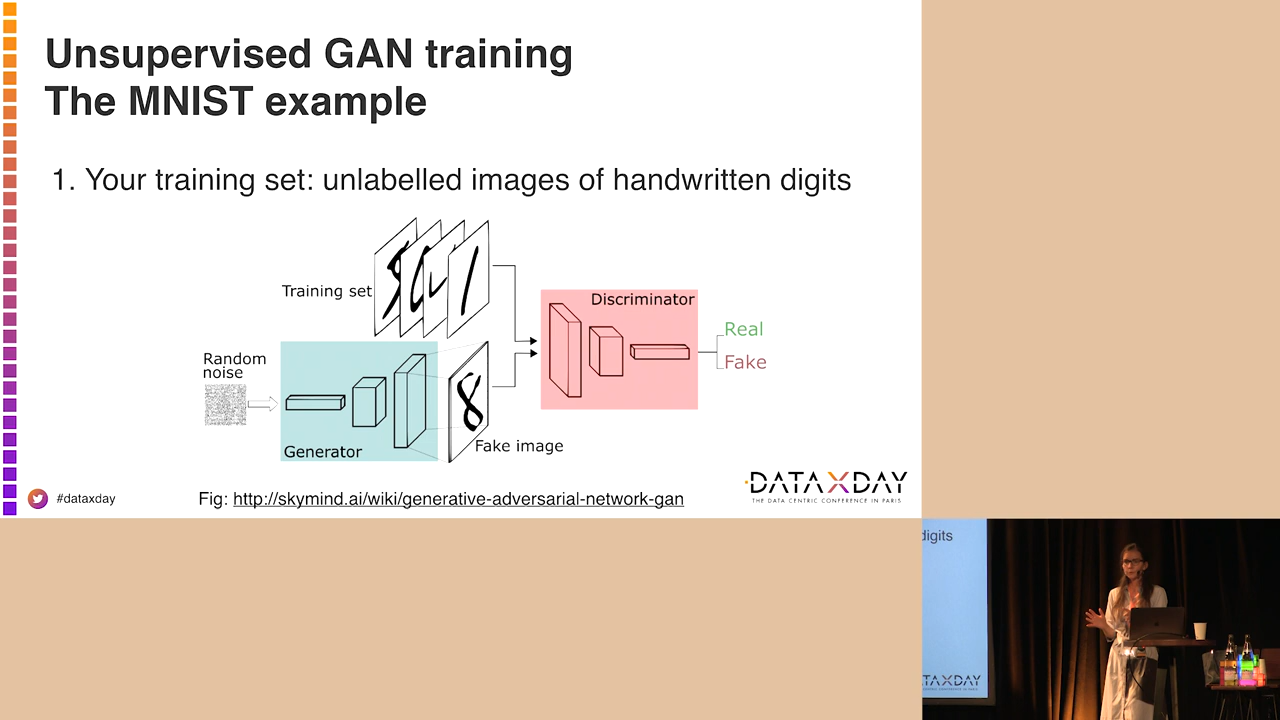 Unsupervised GAN training
The MNIST example
1. Your training set: unlabelled images of handwritten digits
Training set
Discriminator
Real
Fake
Random
noise
8
Generator
Fake image
#dataxday
Fig: http://skymind.ai/wiki/generative-adversarial-network-gan
DATAXDAY
THE DATA CENTRIC CONFERENCE IN PARIS
digits
TAXDAY